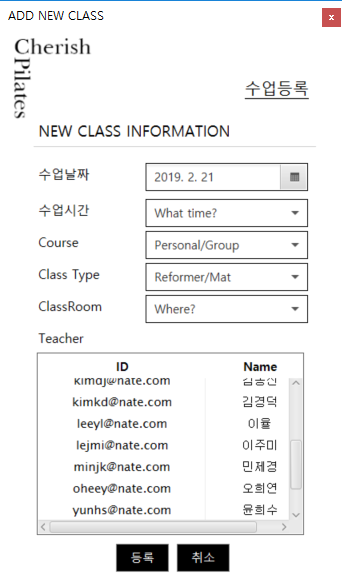 ADD NEW CLASS
x
Cherish
Pilates
수업등록
NEW CLASS INFORMATION
수업날짜 2019. 2. 21
수업시간 What time?
Course Personal/Group
Class Type Reformer/Mat
ClassRoom Where?
Teacher
ID Name
kimdj@nate.com
kimkd@nate.com 김경덕
leeyl@nate.com 이율
lejmi@nate.com 이주미
minjk@nate.com 민제경
oheey@nate.com 오희연
yunhs@nate.com 윤희수
등록 취소